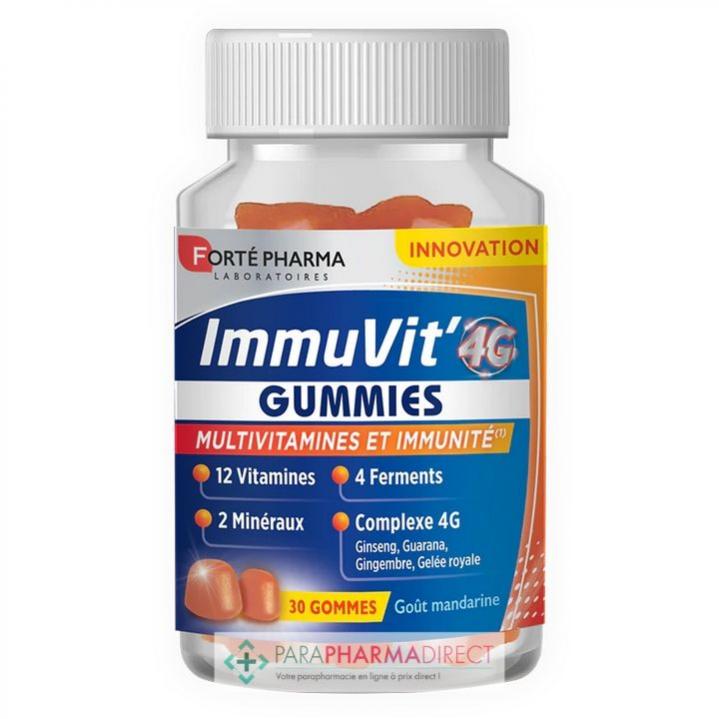 FORTÉ PHARMA
LABORATOIRES
INNOVATION
ImmuVit' 4G
GUMMIES
MULTIVITAMINES ET IMMUNITÉ(1)
12 Vitamines
4 Ferments
2 Minéraux
Complexe 4G
Ginseng, Guarana,
Gingembre, Gelée royale
30 GOMMES
Goût mandarine
PARAPHARMADIRECT
Votre parapharmacie en ligne à prix direct !